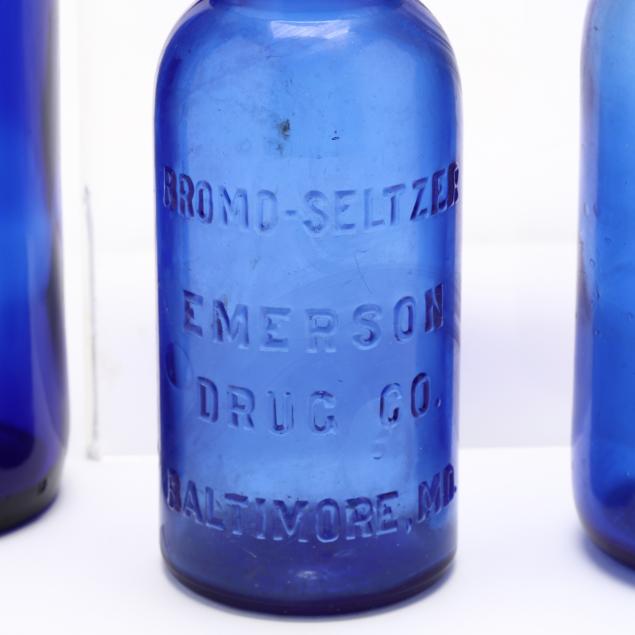 BROMO-SELTZER
EMERSON
DRUG CO.
BALTIMORE, MD.